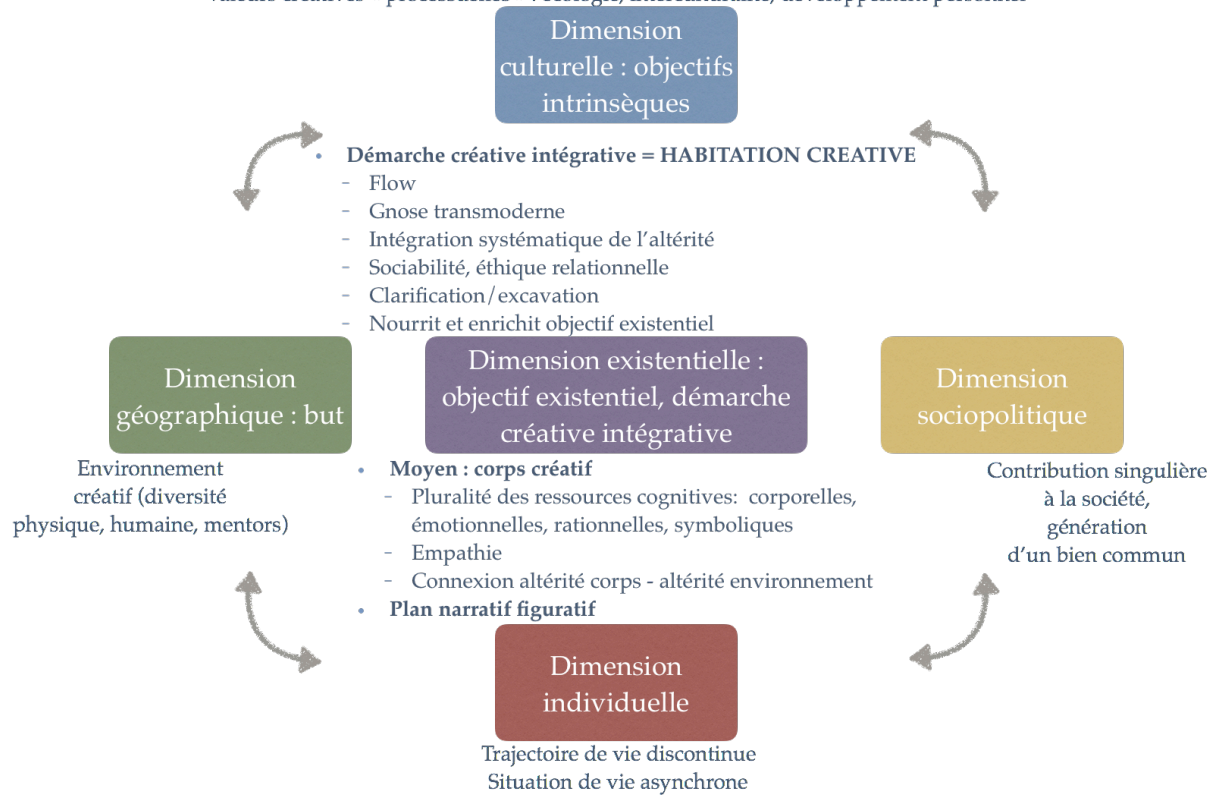 Dimension
culturelle : objectifs
intrinsèques
• Démarche créative intégrative = HABITATION CREATIVE
- Flow
- Gnose transmoderne
- Intégration systématique de l'altérité
- Sociabilité, éthique relationnelle
- Clarification/excavation
- Nourrit et enrichit objectif existentiel
Dimension
géographique : but
Dimension existentielle :
objectif existentiel, démarche
créative intégrative
Dimension
sociopolitique
Environnement
créatif (diversité
physique, humaine, mentors)
• Moyen : corps créatif
- Pluralité des ressources cognitives: corporelles,
émotionnelles, rationnelles, symboliques
- Empathie
- Connexion altérité corps - altérité environnement
• Plan narratif figuratif
Contribution singulière
à la société,
génération
d'un bien commun
Dimension
individuelle
Trajectoire de vie discontinue
Situation de vie asynchrone